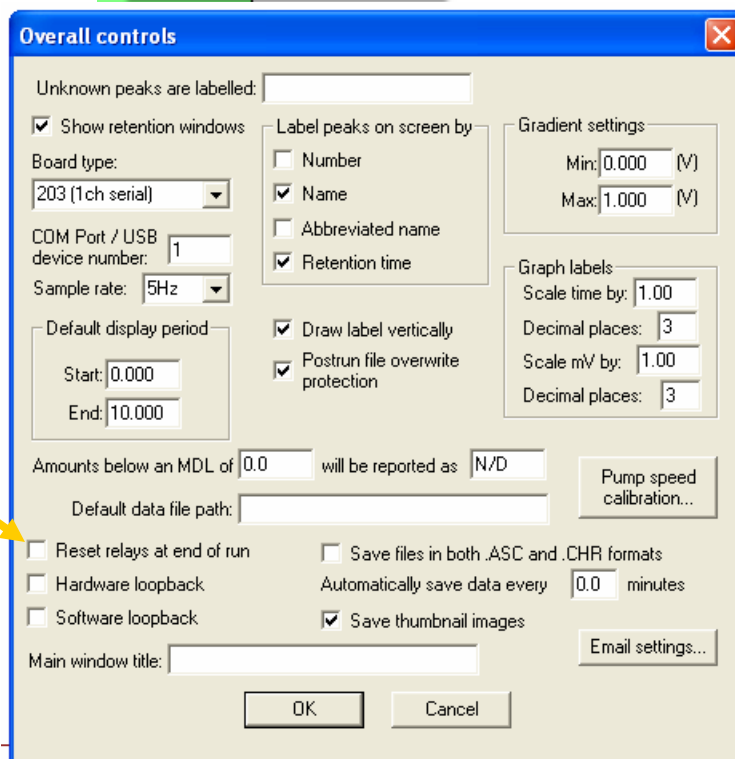 Overall controls
Unknown peaks are labelled:
Show retention windows
Board type:
203 (1ch serial)
COM Port / USB
device number: 1
Sample rate: 5Hz
Default display period
Start: 0.000
End: 10.000
Label peaks on screen by
Number
Name
Abbreviated name
Retention time
Draw label vertically
Postrun file overwrite
protection
Gradient settings
Min: 0.000 (V)
Max: 1.000 (V)
Graph labels
Scale time by: 1.00
Decimal places: 3
Scale mV by: 1.00
Decimal places: 3
Amounts below an MDL of 0.0 will be reported as N/D
Pump speed
calibration...
Default data file path:
Reset relays at end of run
Save files in both .ASC and .CHR formats
Hardware loopback
Automatically save data every 0.0 minutes
Software loopback
Save thumbnail images
Email settings...
Main window title:
OK
Cancel